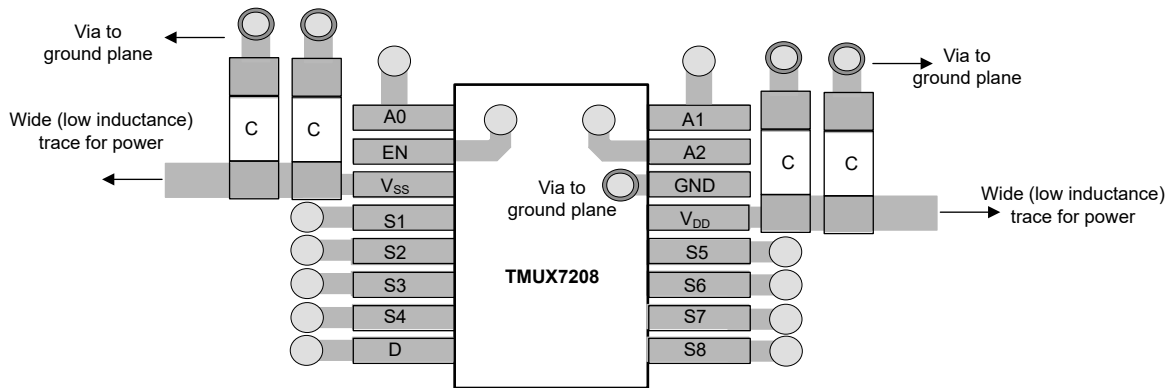 Via to
ground plane
Wide (low inductance)
trace for power
C
C
A0
EN
VSS
S1
S2
S3
S4
D
Via to
ground plane
TMUX7208
A1
A2
GND
VDD
S5
S6
S7
S8
C
C
Via to
ground plane
Wide (low inductance)
trace for power